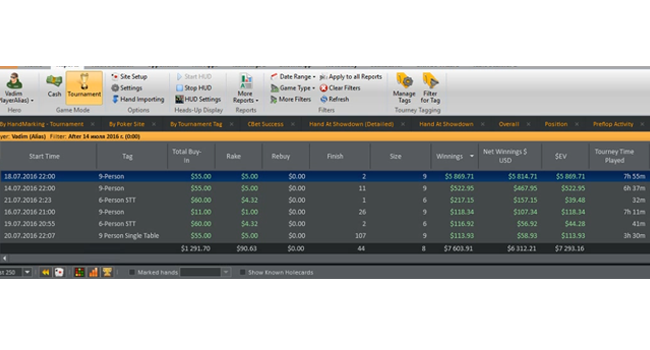 Vadim
PlayerAlias)
Hero
Cash
Tournament
Game Mode
Site Setup
Settings
Hand Importing
Options
Start HUD
Stop HUD
HUD Settings
Heads-Up Display
More
Reports
Reports
Date Range
Game Type
More Filters
Apply to all Reports
Clear Filters
Refresh
Filters
Manage
Tags
Filter
for Tag
Tourney Tagging
By HandMarking - Tournament By Poker Site By Tournament Tag CBet Success Hand At Showdown (Detailed) Hand At Showdown Overall Position Preflop Activity
yer: Vadim (Alias) Filter: After 14 июля 2016 г. (0:00)
Start Time Tag Total Buy-In Rake Rebuy Finish Size Winnings Net Winnings $ USD $EV Tourney Time Played
18.07.2016 22:00 9-Person $55.00 $5.00 $0.00 2 9 $5 869.71 $5 814.71 $5 869.71 7h 55m
14.07.2016 22:00 9-Person $55.00 $5.00 $0.00 11 9 $522.95 $467.95 $522.95 6h 37m
21.07.2016 2:23 6-Person STT $60.00 $4.32 $0.00 1 6 $217.15 $157.15 $39.48 32m
16.07.2016 21:00 9-Person $11.00 $1.00 $0.00 26 9 $118.34 $107.34 $118.34 7h 11m
19.07.2016 20:55 6-Person STT $60.00 $4.32 $0.00 2 6 $116.92 $56.92 $44.28 41m
20.07.2016 22:07 9 Person Single Table $55.00 $5.00 $0.00 107 9 $113.93 $58.93 $113.93 3h 30m
$1 291.70 $90.63 $0.00 44 8 $7 603.91 $6 312.21 $7 293.16
st 250 Marked hands Show Known Holecards